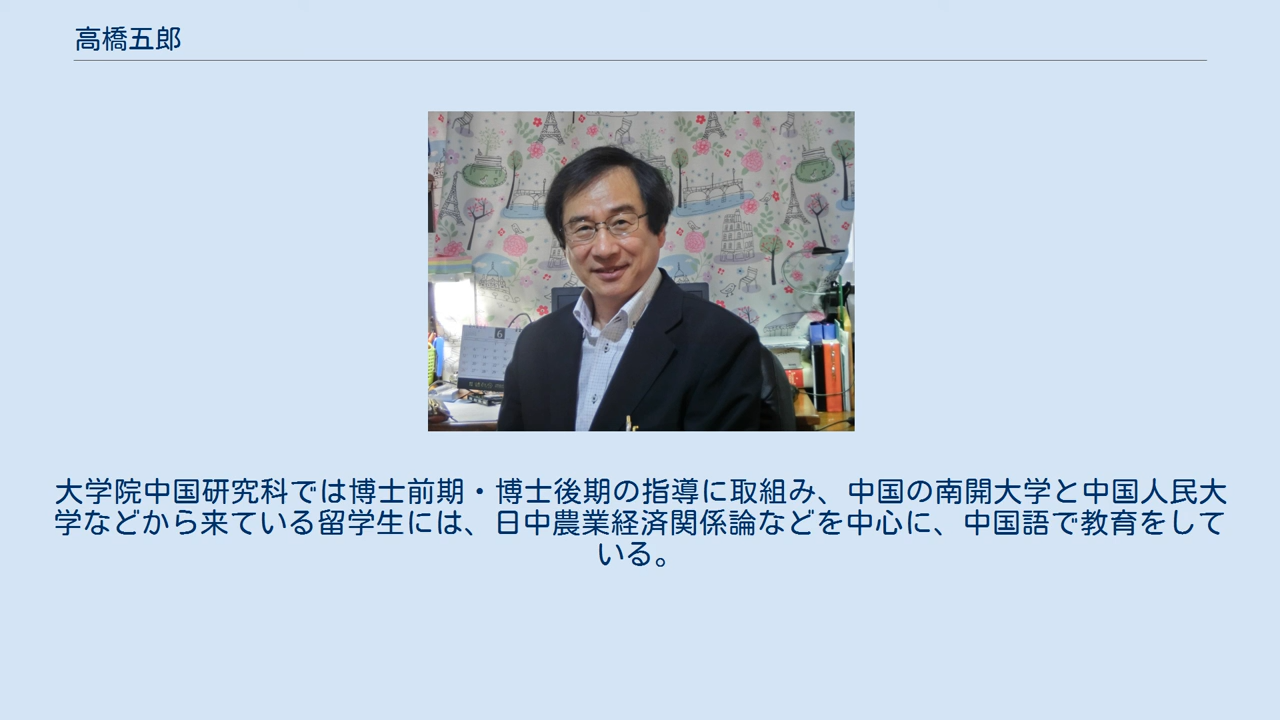 高橋五郎
6
大学院中国研究科では博士前期・博士後期の指導に取組み、中国の南開大学と中国人民大
学などから来ている留学生には、日中農業経済関係論などを中心に、中国語で教育をして
いる。